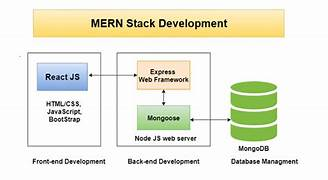 MERN Stack Development
React JS
HTML/CSS,
JavaScript,
BootStrap
Front-end Development
Express
Web Framework
Mongoose
Node JS web server
Back-end Development
MongoDB
Database Managment